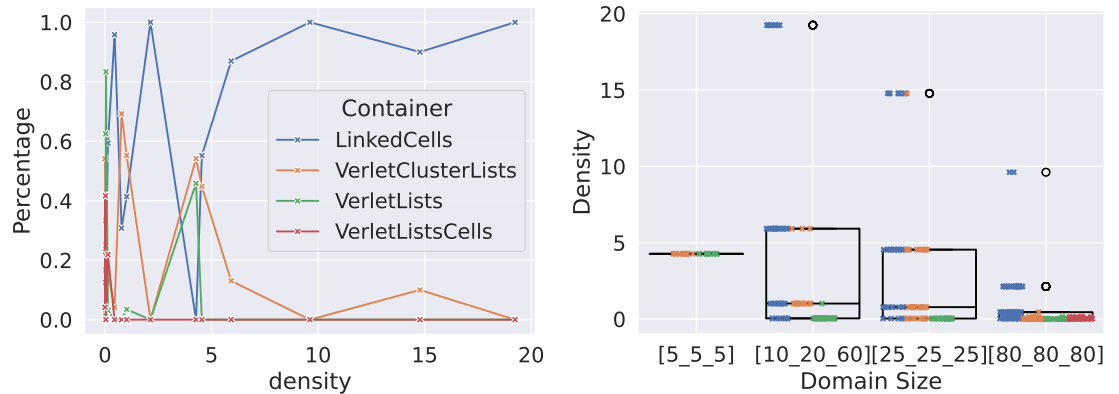 1.0
0.8
0.6
0.4
0.2
0.0
Percentage
0
5
10
15
20
density
Container
LinkedCells
VerletClusterLists
VerletLists
VerletListsCells
20
15
10
5
0
Density
[5_5_5]
[10_20_60]
[25_25_25]
[80_80_80]
Domain Size